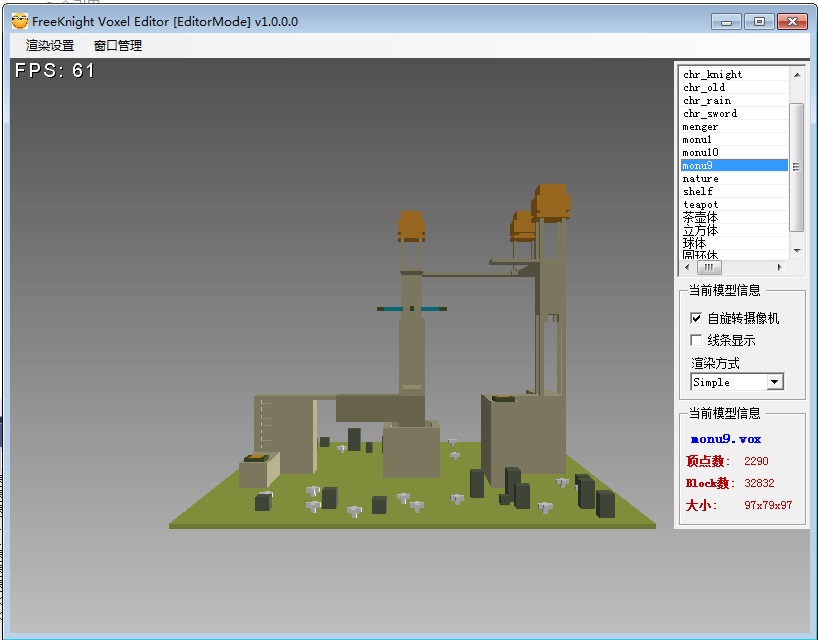 FreeKnight Voxel Editor [EditorMode] v1.0.0.0
渲染设置 窗口管理
FPS: 61
chr_knight
chr_old
chr_rain
chr_sword
menger
monu1
monu10
monu9
nature
shelf
teapot
茶壶体
立方体
球体
圆环体
当前模型信息
自旋转摄像机
线条显示
渲染方式
Simple
当前模型信息
monu9.vox
顶点数: 2290
Block数: 32832
大小: 97x79x97